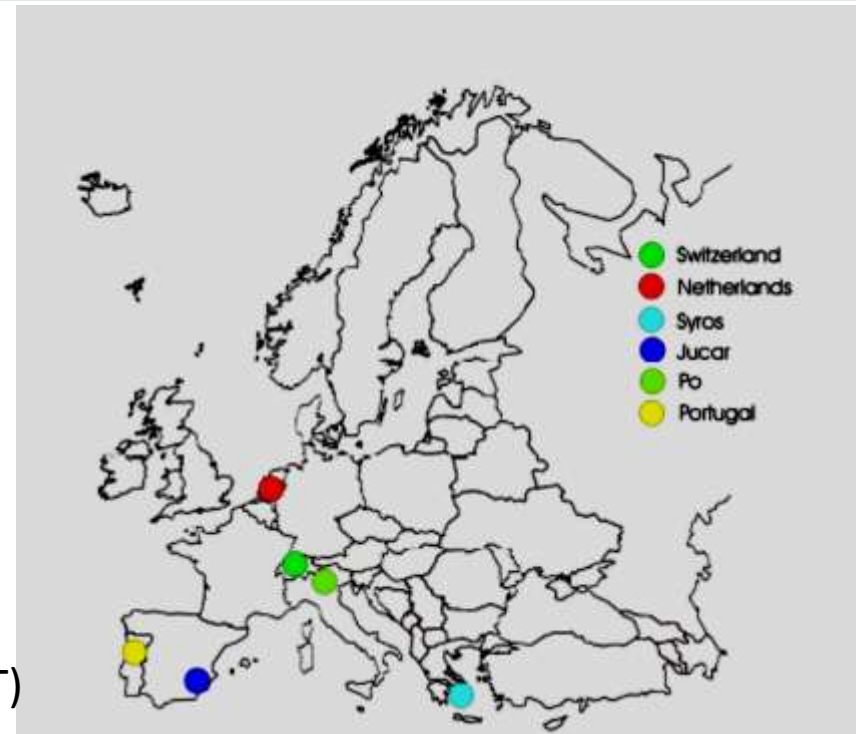 Switzerland
Netherlands
Syros
Jucar
Po
Portugal
T)